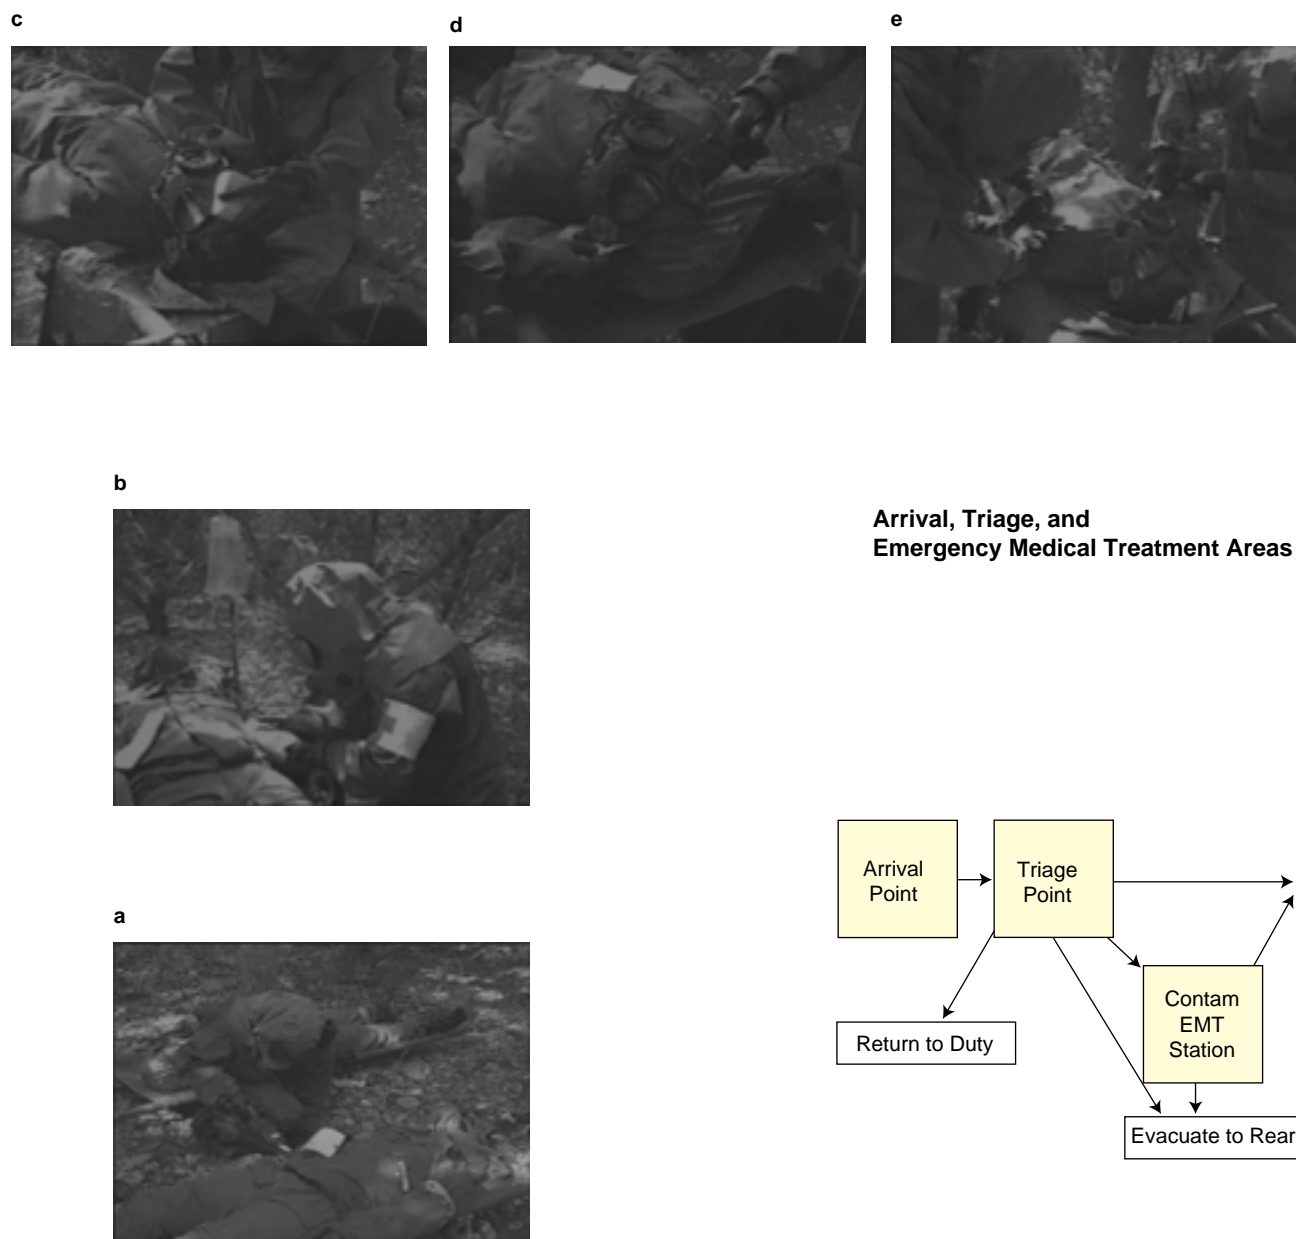 c
d
e
b
Arrival, Triage, and
Emergency Medical Treatment Areas
a
Arrival
Point
Triage
Point
Contam
EMT
Station
Return to Duty
Evacuate to Rear